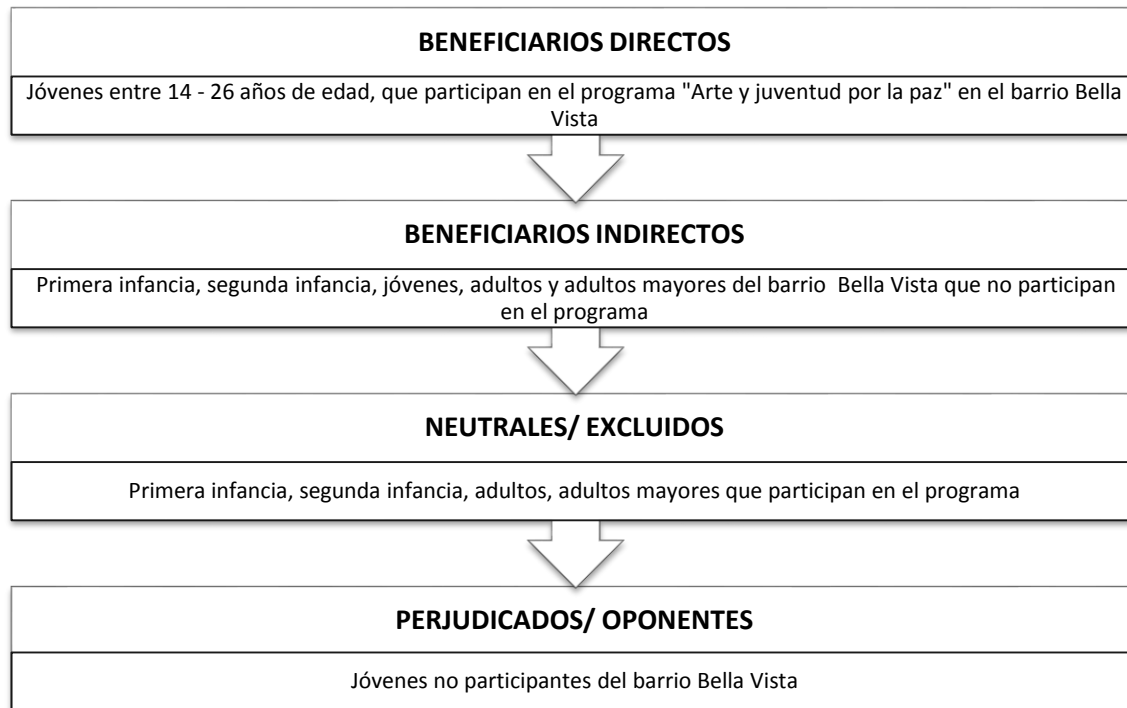 BENEFICIARIOS DIRECTOS
Jóvenes entre 14 - 26 años de edad, que participan en el programa "Arte y juventud por la paz" en el barrio Bella
Vista
BENEFICIARIOS INDIRECTOS
Primera infancia, segunda infancia, jóvenes, adultos y adultos mayores del barrio  Bella Vista que no participan
en el programa
NEUTRALES/ EXCLUIDOS
Primera infancia, segunda infancia, adultos, adultos mayores que participan en el programa
PERJUDICADOS/ OPONENTES
Jóvenes no participantes del barrio Bella Vista